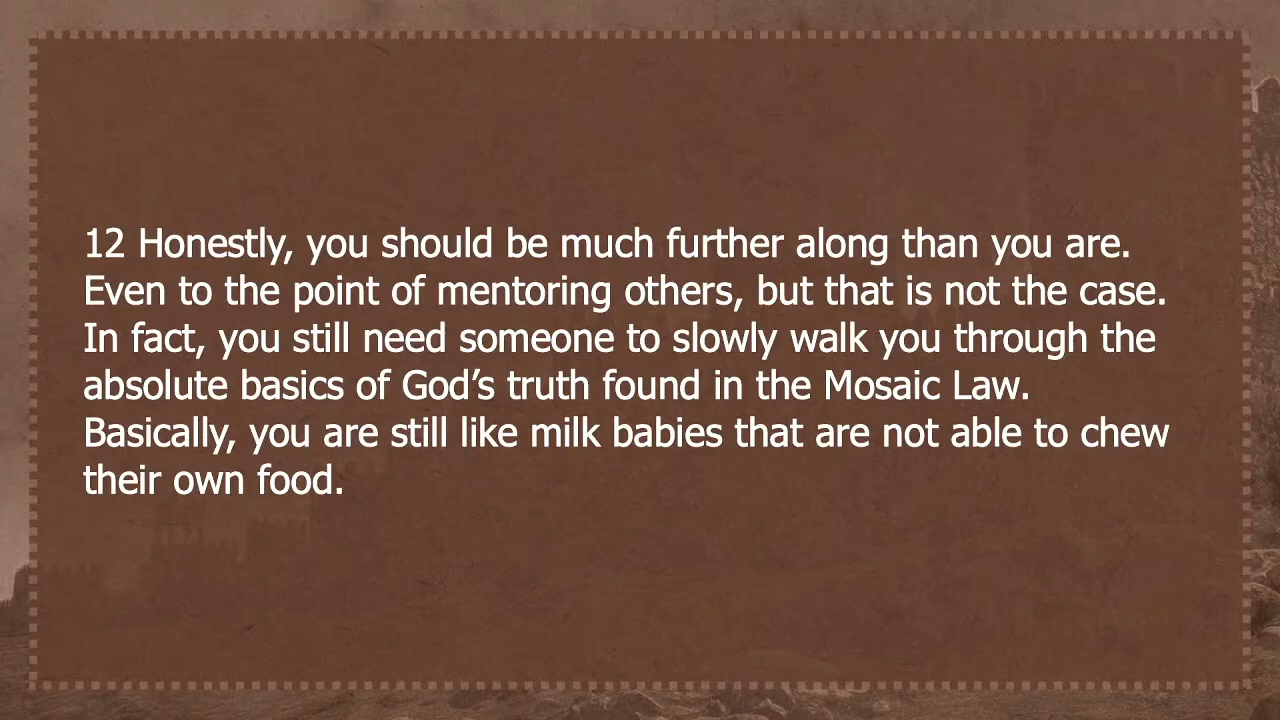 12 Honestly, you should be much further along than you are.
Even to the point of mentoring others, but that is not the case.
In fact, you still need someone to slowly walk you through the
absolute basics of God’s truth found in the Mosaic Law.
Basically, you are still like milk babies that are not able to chew
their own food.